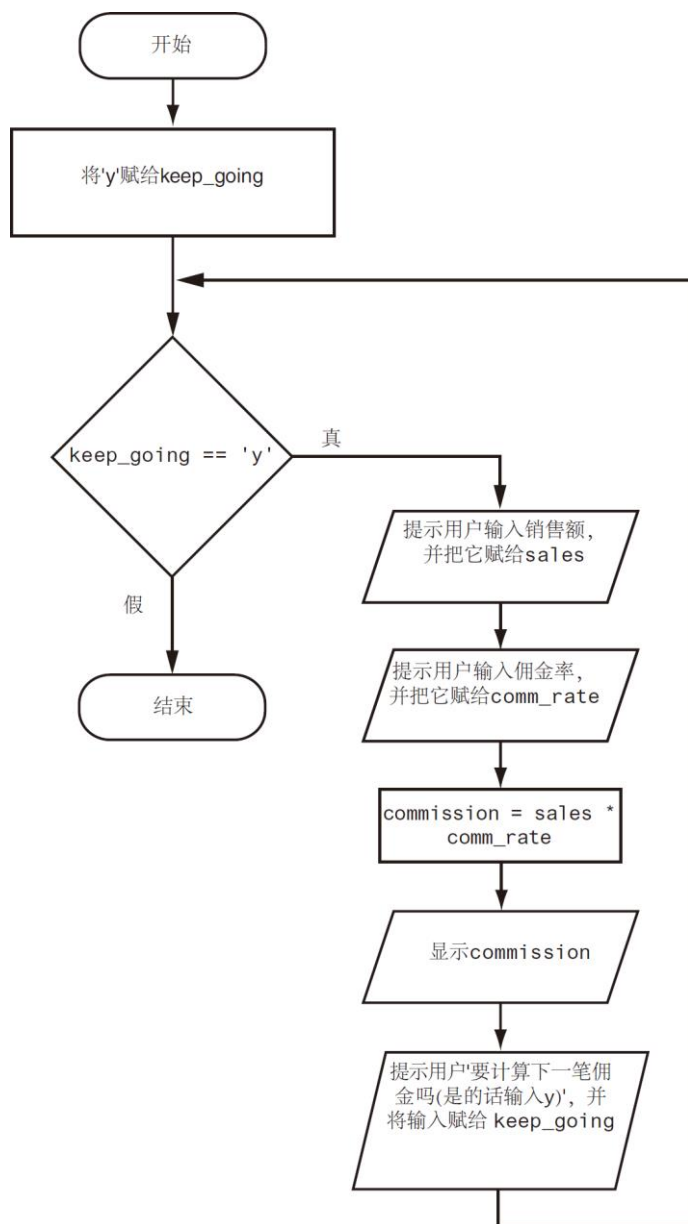 开始
将'y'赋给keep_going
keep_going == 'y'
真
假
结束
提示用户输入销售额，
并把它赋给sales
提示用户输入佣金率，
并把它赋给comm_rate
commission = sales *
comm_rate
显示commission
提示用户'要计算下一笔佣
金吗(是的话输入y)'，并
将输入赋给 keep_going